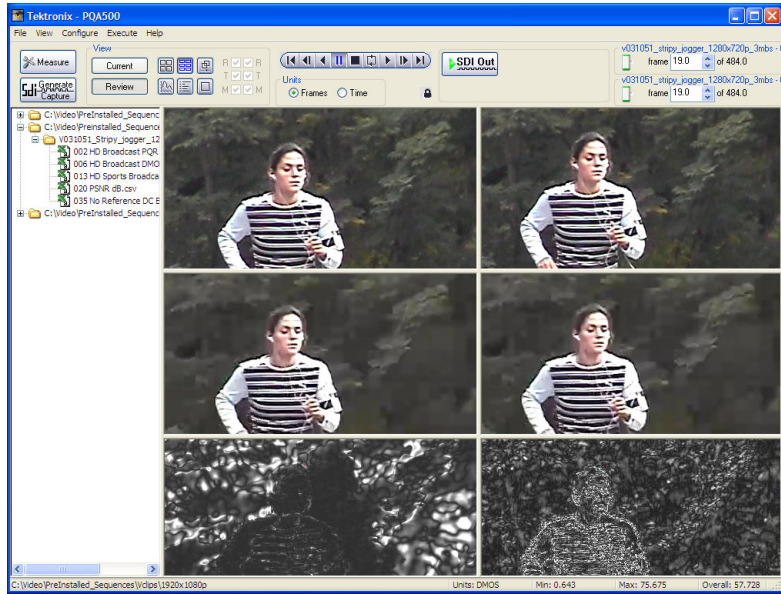 Tektronix - PQA500
File View Configure Execute Help
Measure
Sdi Generate Capture
View
Current
Review
R R
T T
M M
Units
Frames Time
SDI Out
v031051_stripy_jogger_1280x720p_3mbs -
frame 19.0 of 484.0
v031051_stripy_jogger_1280x720p_3mbs -
frame 19.0 of 484.0
C:\Video\PreInstalled_Sequenc
C:\Video\Preinstalled_Sequence
V031051_Stripy_jogger_12
002 HD Broadcast PQR
006 HD Broadcast DMO
013 HD Sports Broadca
020 PSNR dB.csv
035 No Reference DC B
C:\Video\PreInstalled_Sequenc
C:\Video\PreInstalled_Sequences\Vclips\1920x1080p
Units: DMOS
Min: 0.643
Max: 75.675
Overall: 57.728